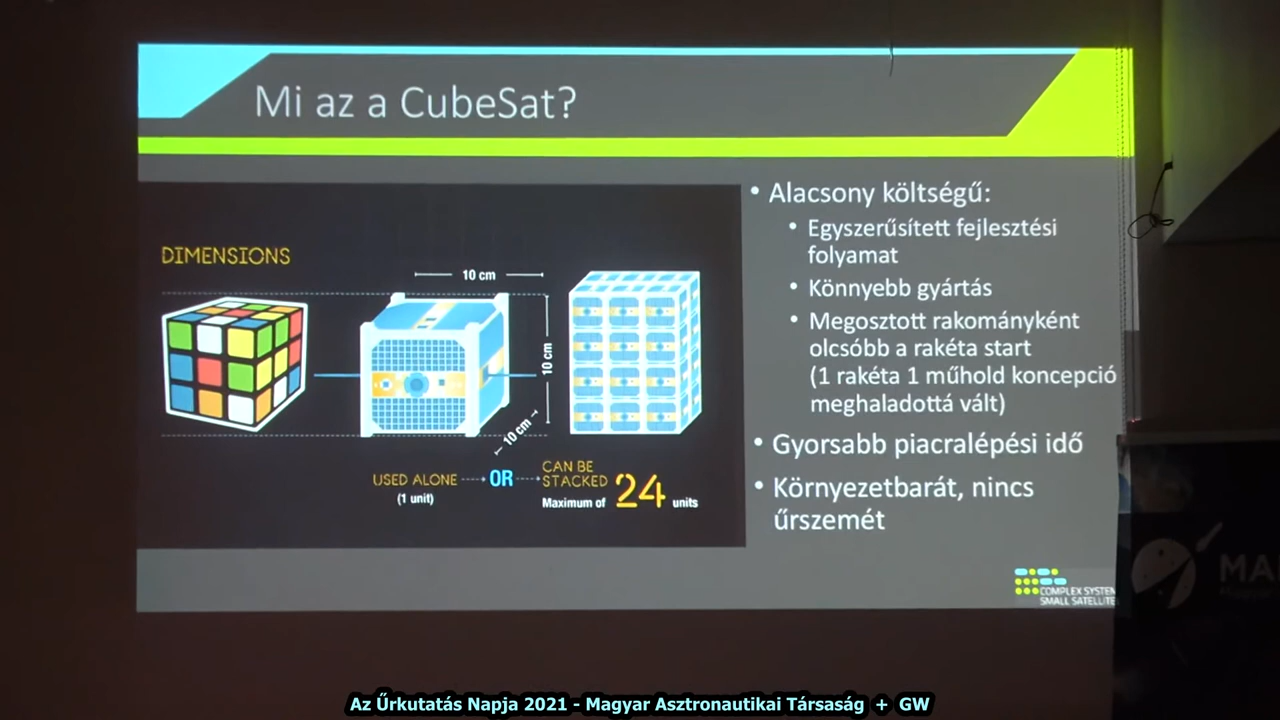 Mi az a CubeSat?
DIMENSIONS
10 cm
10 cm
10 cm
USED ALONE
(1 unit)
OR
CAN BE
STACKED
Maximum of 24 units
• Alacsony költségű:
• Egyszerűsített fejlesztési
folyamat
• Könnyebb gyártás
• Megosztott rakományként
olcsóbb a rakéta start
(1 rakéta 1 műhold koncepció
meghaladottá vált)
• Gyorsabb piacralépési idő
• Környezetbarát, nincs
űrszemét
COMPLEX SYSTEM
SMALL SATELLITE
MA
Az Űrkutatás Napja 2021 - Magyar Asztronautikai Társaság + GW